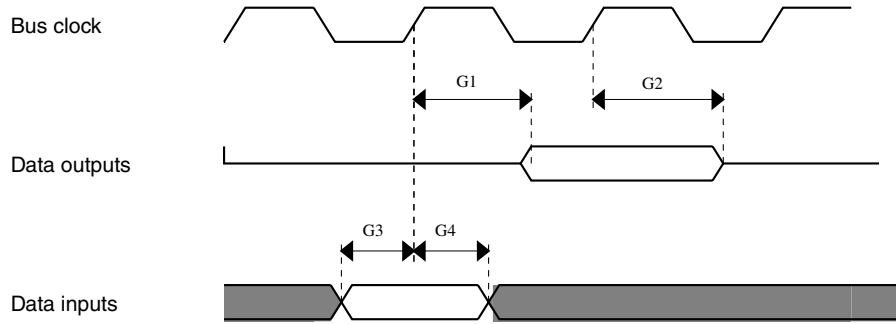 Bus clock
G1
G2
Data outputs
G3
G4
Data inputs